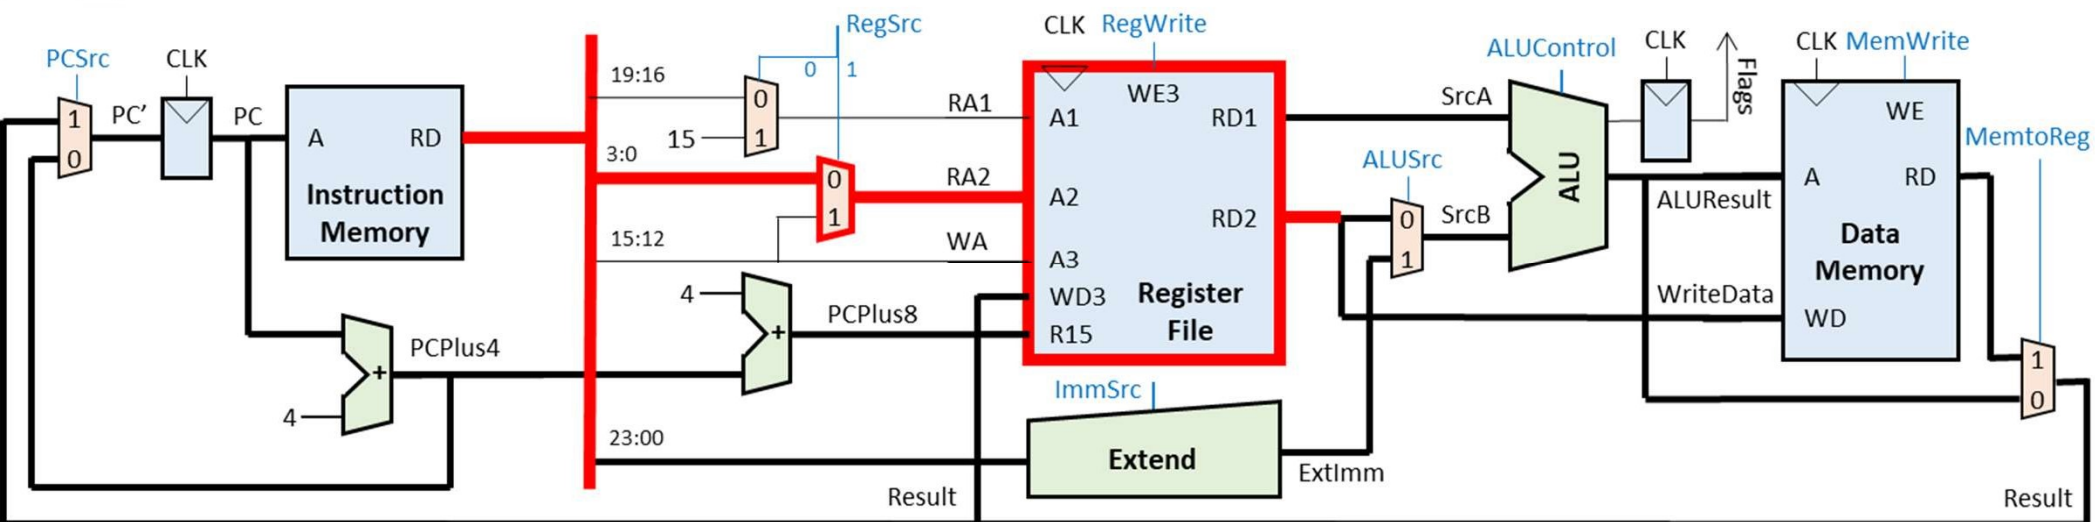 PCSrc
CLK
1
0
PC’
PC
A
RD
Instruction
Memory
4
+
PCPlus4
19:16
15
3:0
15:12
23:00
RegSrc
0
1
0
1
0
1
RA1
RA2
WA
4
+
PCPlus8
Result
CLK
RegWrite
WE3
A1
RD1
A2
RD2
A3
WD3
R15
Register
File
ImmSrc
Extend
ExtImm
SrcA
ALUSrc
0
1
SrcB
ALUControl
ALU
CLK
Flags
ALUResult
WriteData
CLK
MemWrite
WE
A
RD
Data
Memory
WD
MemtoReg
1
0
Result